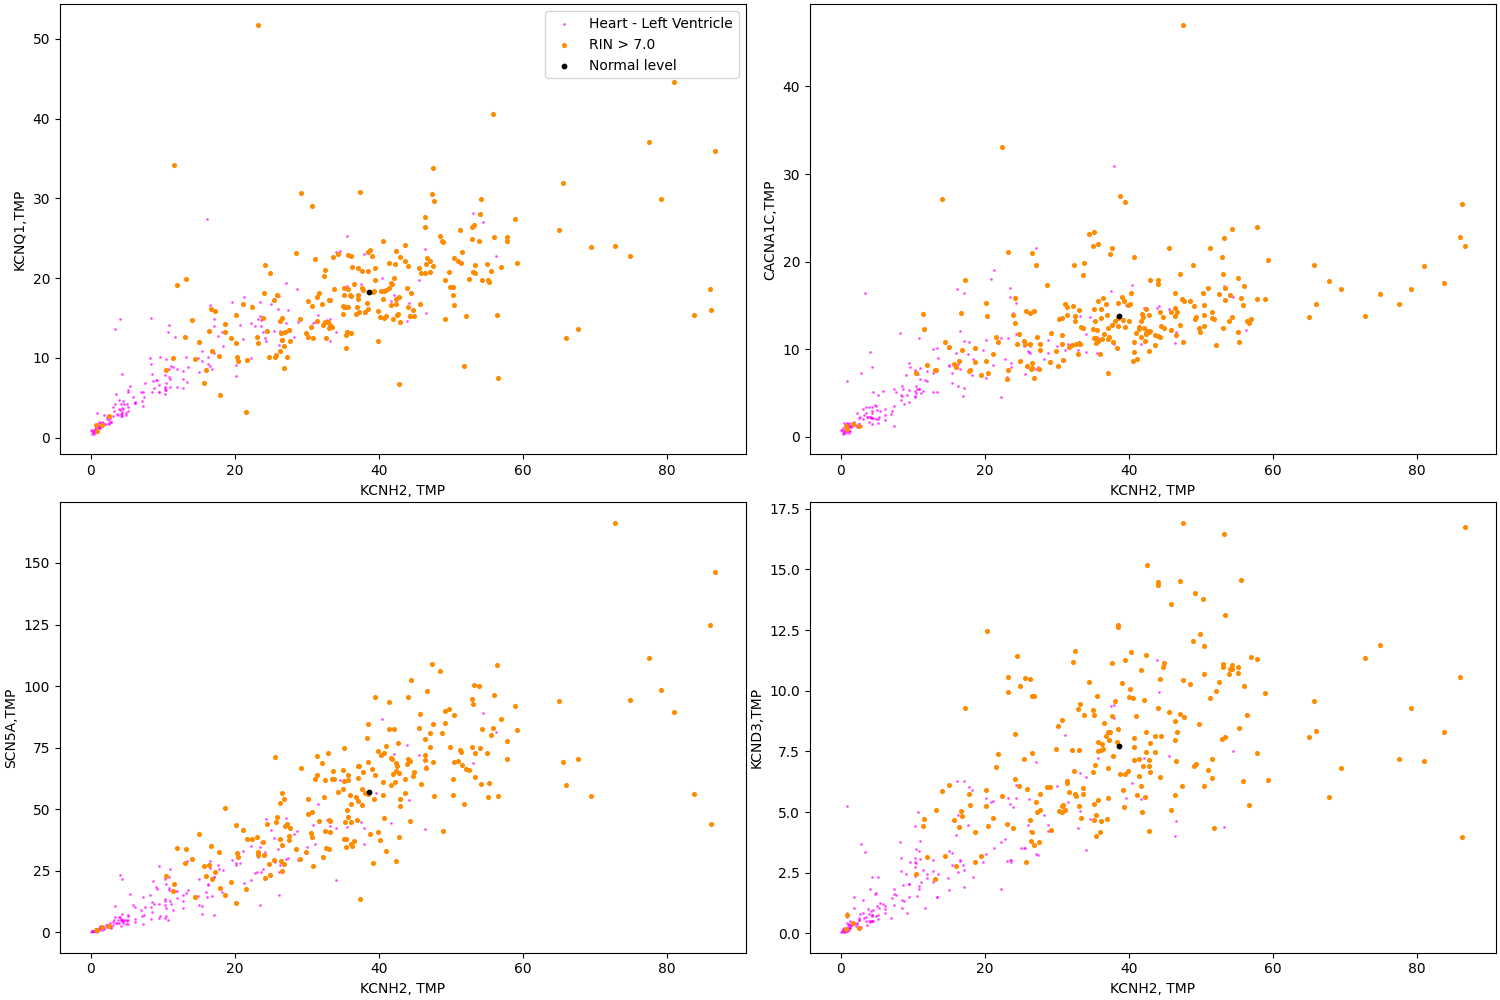 50
40
30
20
10
0
KCNQ1,TMP
Heart - Left Ventricle
RIN > 7.0
Normal level
0 20 40 60 80
KCNH2, TMP
40
30
20
10
0
CACNA1C,TMP
0 20 40 60 80
KCNH2, TMP
150
125
100
75
50
25
0
SCN5A,TMP
0 20 40 60 80
KCNH2, TMP
17.5
15.0
12.5
10.0
7.5
5.0
2.5
0.0
KCND3,TMP
0 20 40 60 80
KCNH2, TMP